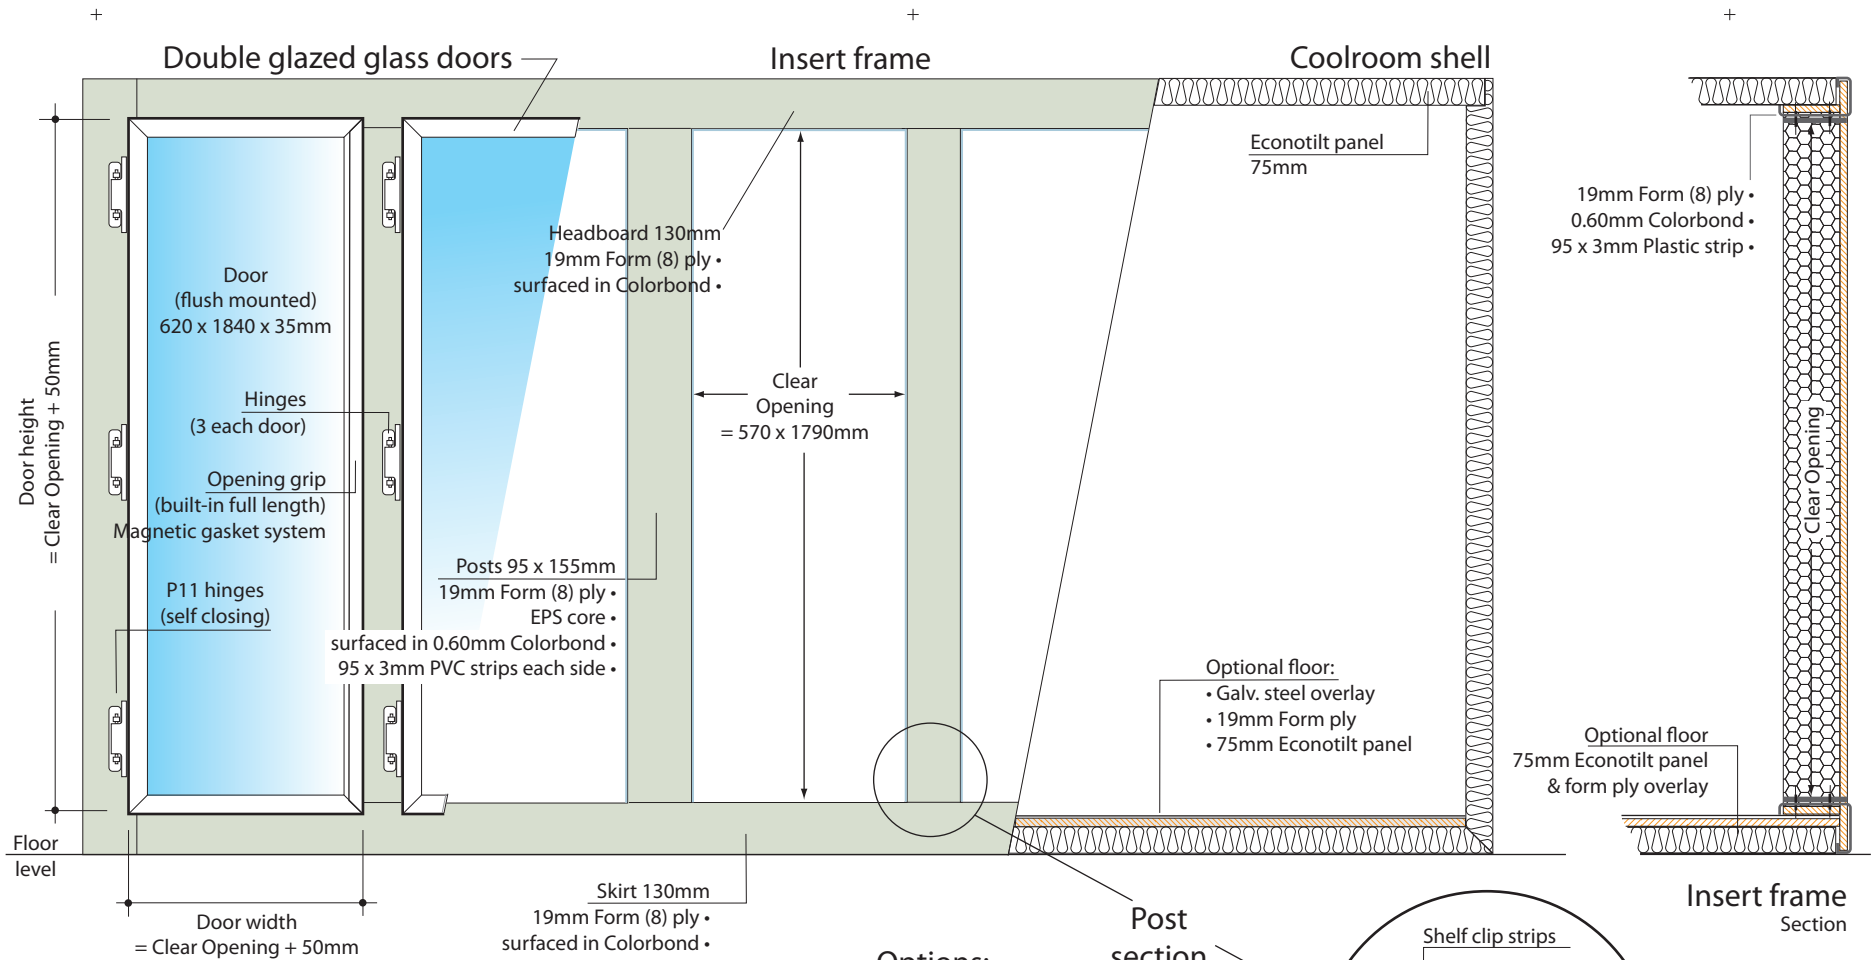 Double glazed glass doors
Insert frame
Coolroom shell
Econotilt panel
75mm
19mm Form (8) ply •
0.60mm Colorbond •
95 x 3mm Plastic strip •
Headboard 130mm
19mm Form (8) ply •
surfaced in Colorbond •
Door
(flush mounted)
620 x 1840 x 35mm
Door height
= Clear Opening + 50mm
Hinges
(3 each door)
Clear
Opening
= 570 x 1790mm
Clear Opening
Opening grip
(built-in full length)
Magnetic gasket system
Posts 95 x 155mm
19mm Form (8) ply •
EPS core •
surfaced in 0.60mm Colorbond •
95 x 3mm PVC strips each side •
P11 hinges
(self closing)
Optional floor:
• Galv. steel overlay
• 19mm Form ply
• 75mm Econotilt panel
Optional floor
75mm Econotilt panel
& form ply overlay
Floor
level
Skirt 130mm
19mm Form (8) ply •
surfaced in Colorbond •
Door width
= Clear Opening + 50mm
Insert frame
Section
Post
section
Shelf clip strips
Options: